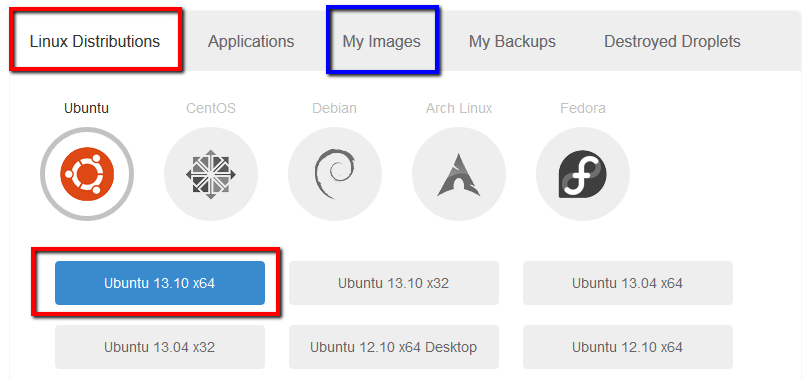 Linux Distributions Applications My Images My Backups Destroyed Droplets
Ubuntu CentOS Debian Arch Linux Fedora
Ubuntu 13.10 x64 Ubuntu 13.10 x32 Ubuntu 13.04 x64
Ubuntu 13.04 x32 Ubuntu 12.10 x64 Desktop Ubuntu 12.10 x64